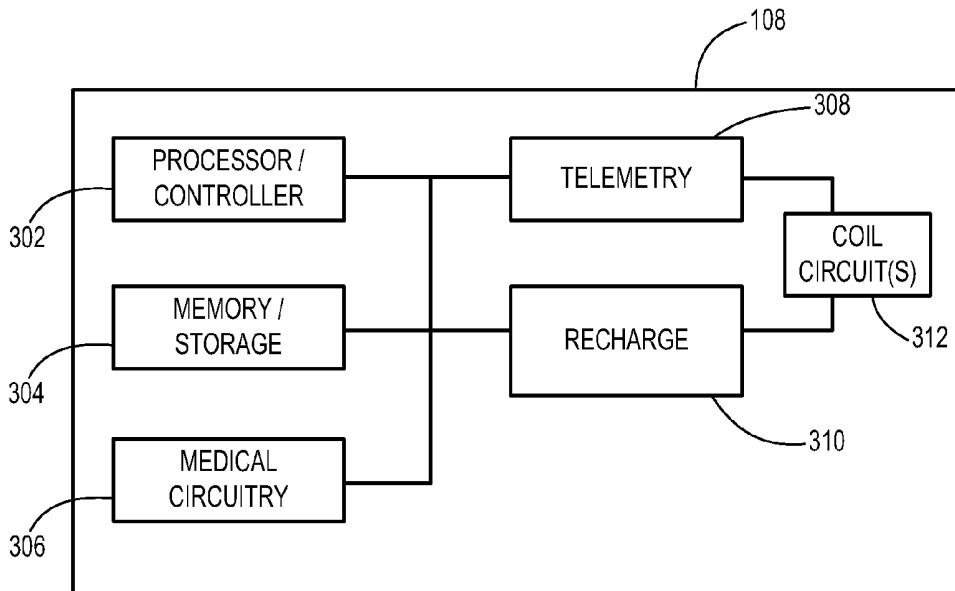 108
PROCESSOR /
CONTROLLER
302
308
TELEMETRY
COIL
CIRCUIT(S)
312
MEMORY /
STORAGE
304
RECHARGE
310
MEDICAL
CIRCUITRY
306